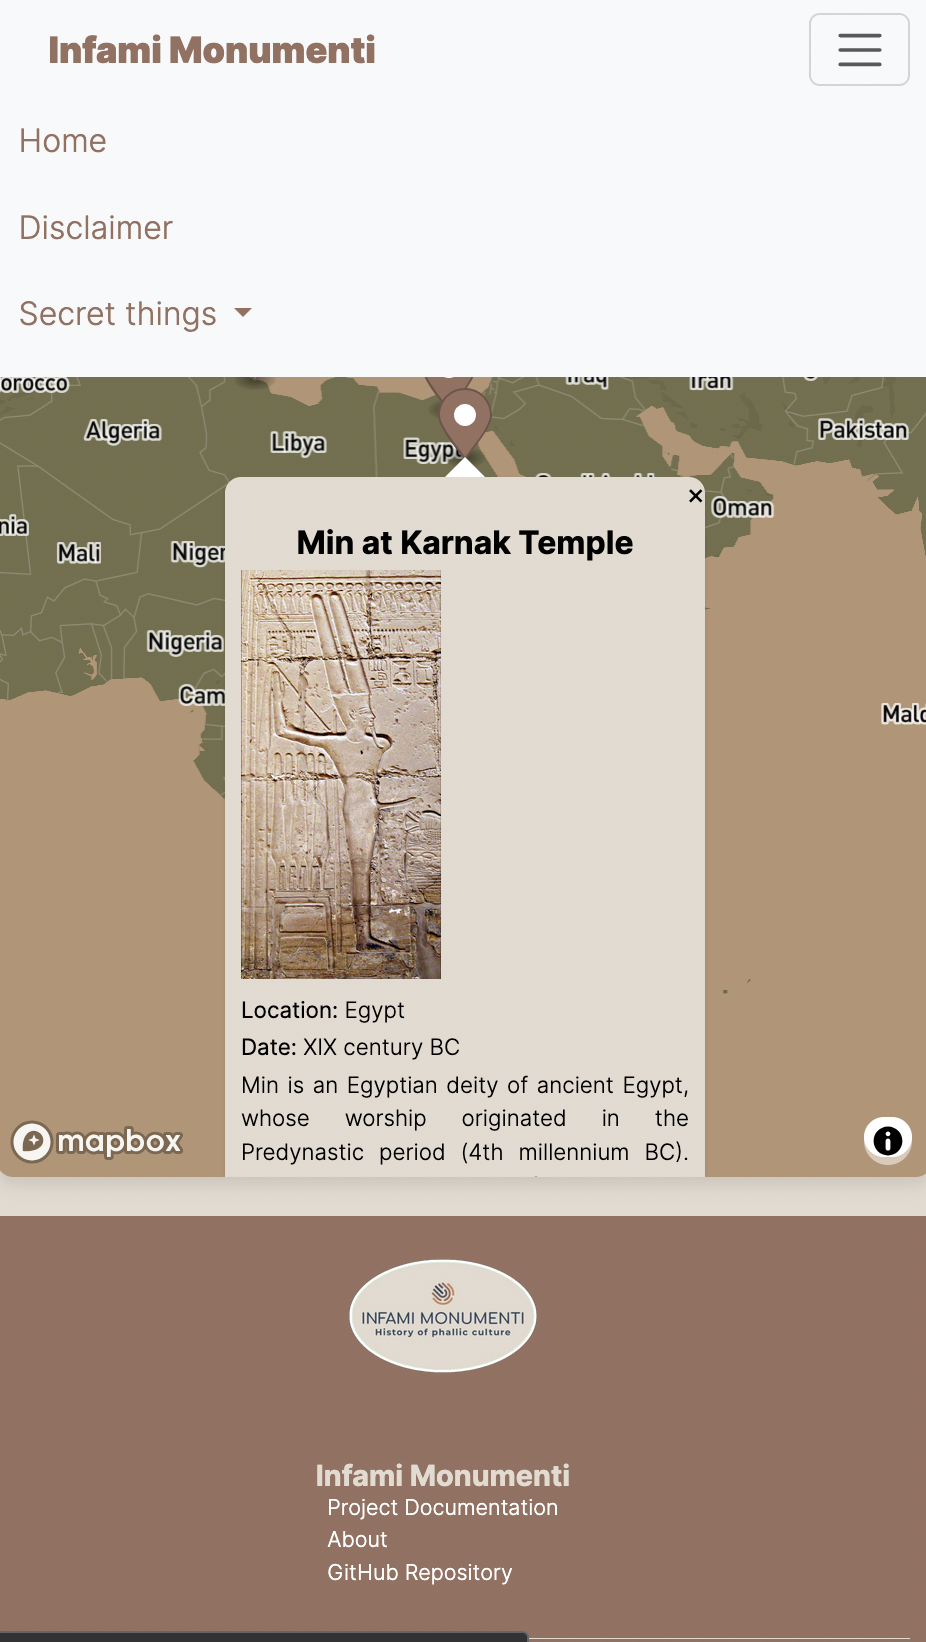 Infami Monumenti
Home
Disclaimer
Secret things
orocco
Iraq
Iran
Algeria
Libya
Egypt
Pakistan
Oman
nia
Mali
Niger
Nigeria
Cam
Malc
×
Min at Karnak Temple
Location: Egypt
Date: XIX century BC
Min is an Egyptian deity of ancient Egypt,
whose worship originated in the
Predynastic period (4th millennium BC).
mapbox
INFAMI MONUMENTI
History of phallic culture
Infami Monumenti
Project Documentation
About
GitHub Repository